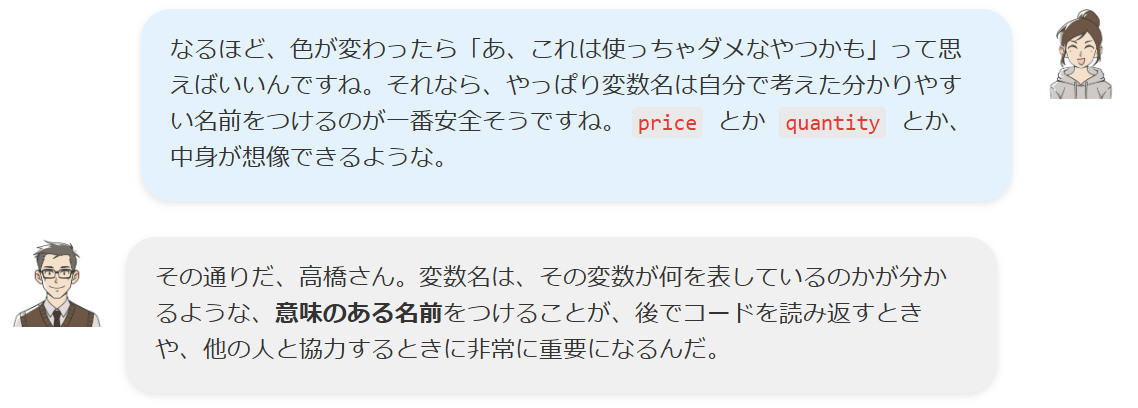 なるほど、色が変わったら「あ、これは使っちゃダメなやつかも」って思
えばいいんですね。それなら、やっぱり変数名は自分で考えた分かりやす
い名前をつけるのが一番安全そうですね。 price とか quantity とか、
中身が想像できるような。
その通りだ、高橋さん。変数名は、その変数が何を表しているのかが分か
るような、意味のある名前をつけることが、後でコードを読み返すとき
や、他の人と協力するときに非常に重要になるんだ。